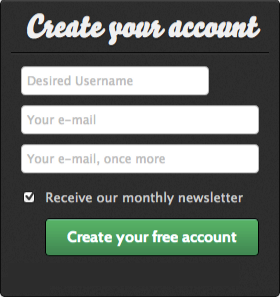 Create your account
Desired Username
Your e-mail
Your e-mail, once more
Receive our monthly newsletter
Create your free account